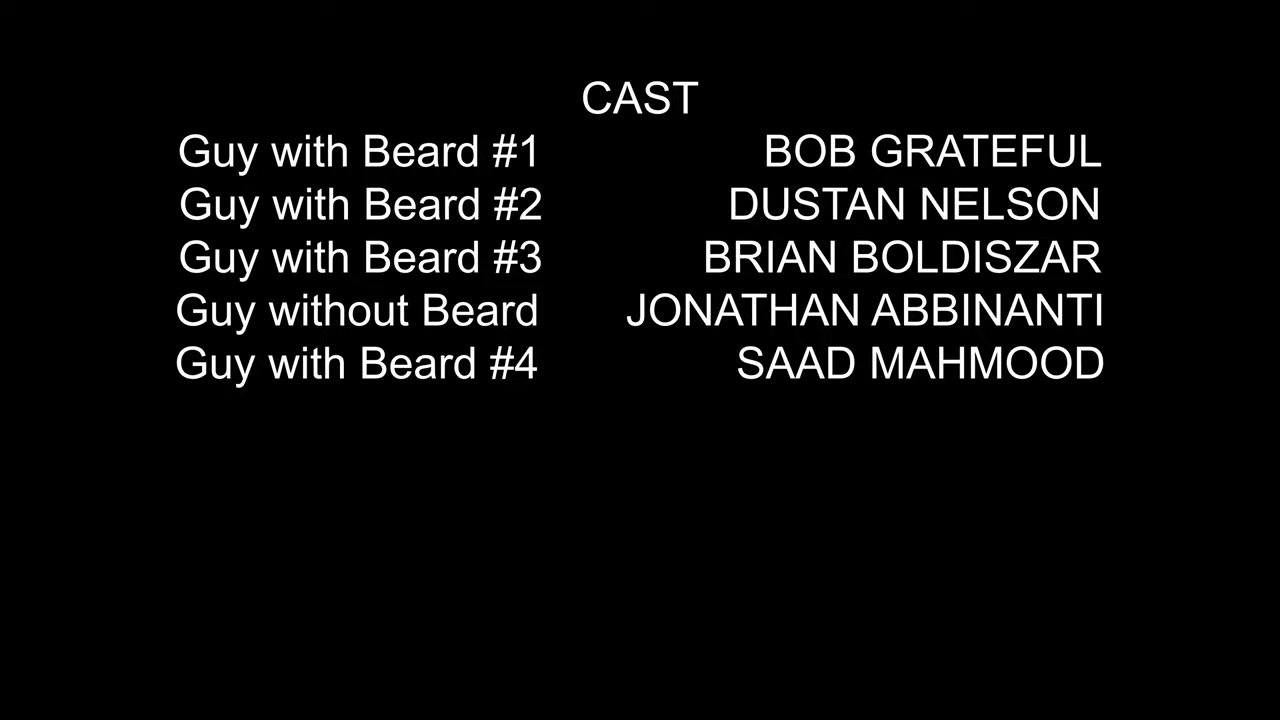 CAST
Guy with Beard #1 BOB GRATEFUL
Guy with Beard #2 DUSTAN NELSON
Guy with Beard #3 BRIAN BOLDISZAR
Guy without Beard JONATHAN ABBINANTI
Guy with Beard #4 SAAD MAHMOOD